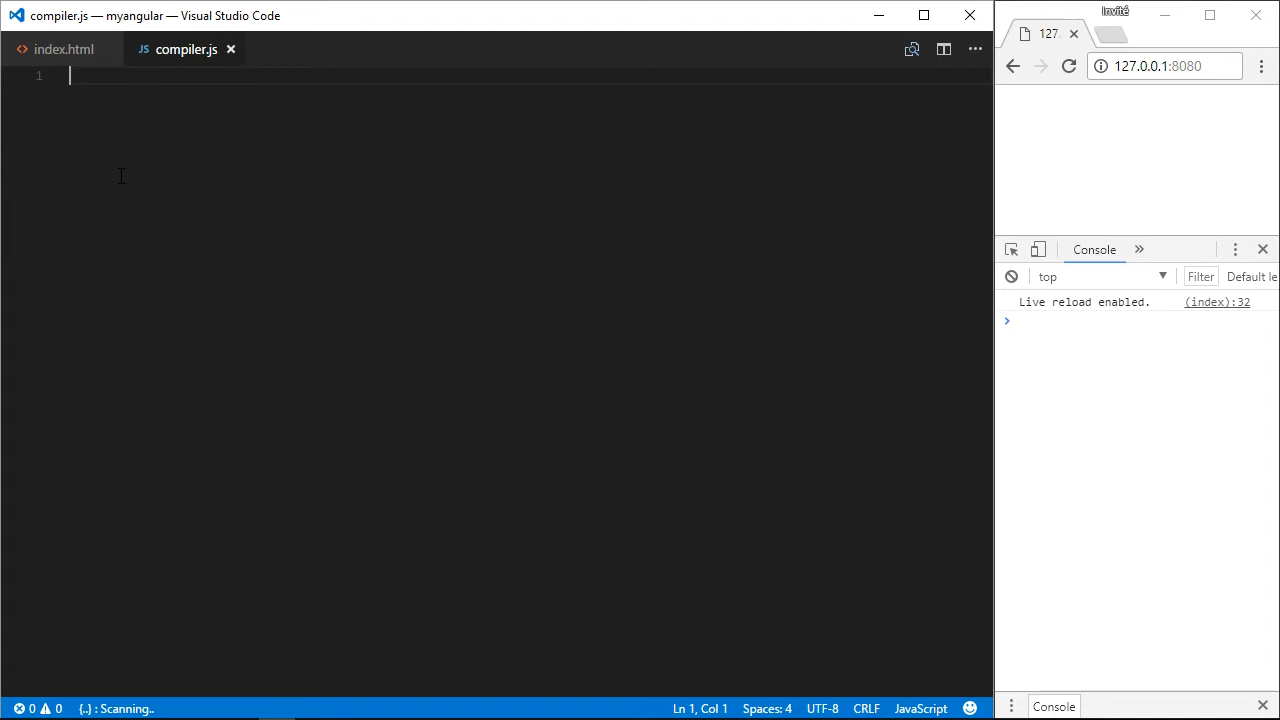 compiler.js — myangular — Visual Studio Code
index.html
JS compiler.js
1
{..} : Scanning..
0
0
Ln 1, Col 1
Spaces: 4
UTF-8
CRLF
JavaScript
Invité
127.
127.0.0.1:8080
Console
top
Filter
Default le
Live reload enabled.
(index):32
Console